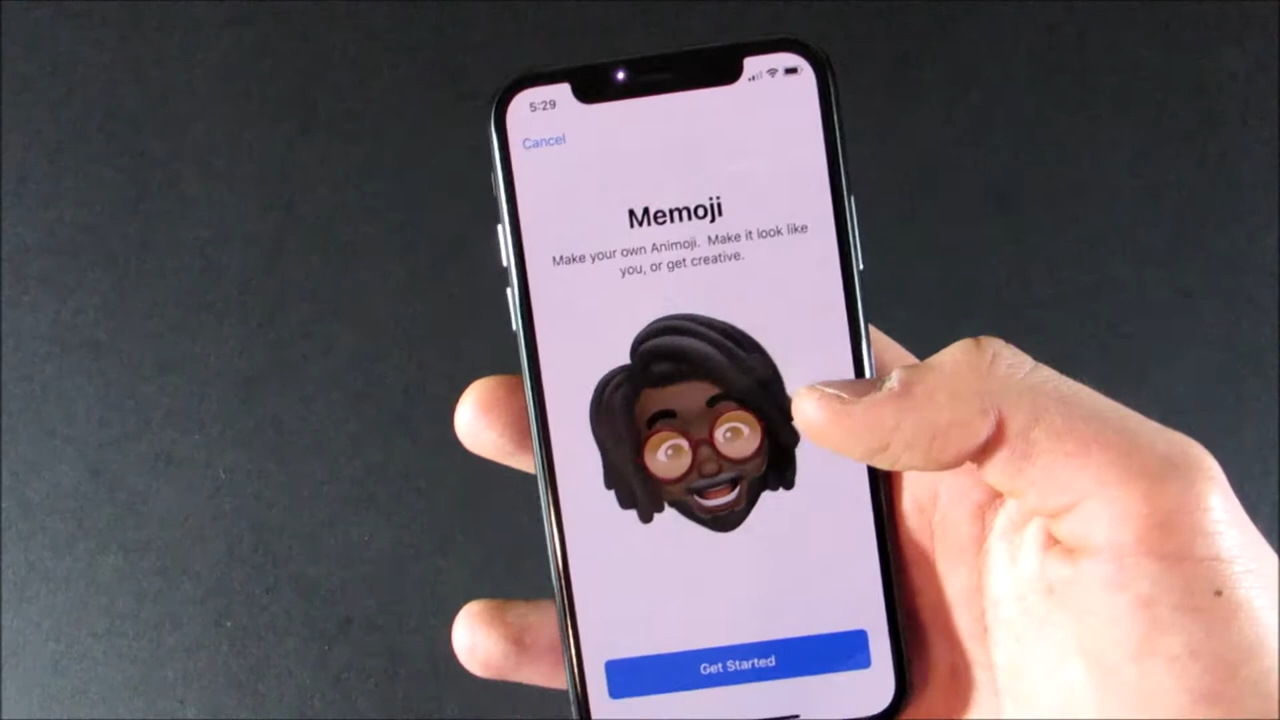 5:29
Cancel
Memoji
Make your own Animoji. Make it look like
you, or get creative.
Get Started